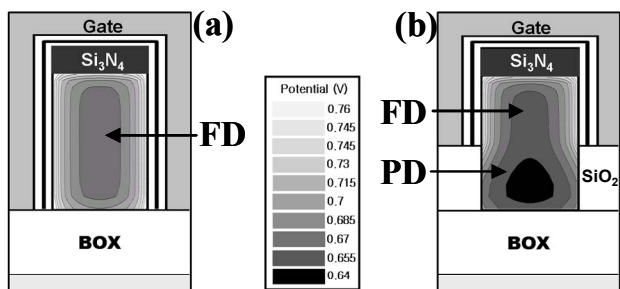 (a)
Gate
Si₃N₄
FD
BOX
Potential (V)
0.76
0.745
0.745
0.73
0.715
0.7
0.685
0.67
0.655
0.64
(b)
Gate
Si₃N₄
FD
PD
SiO₂
BOX